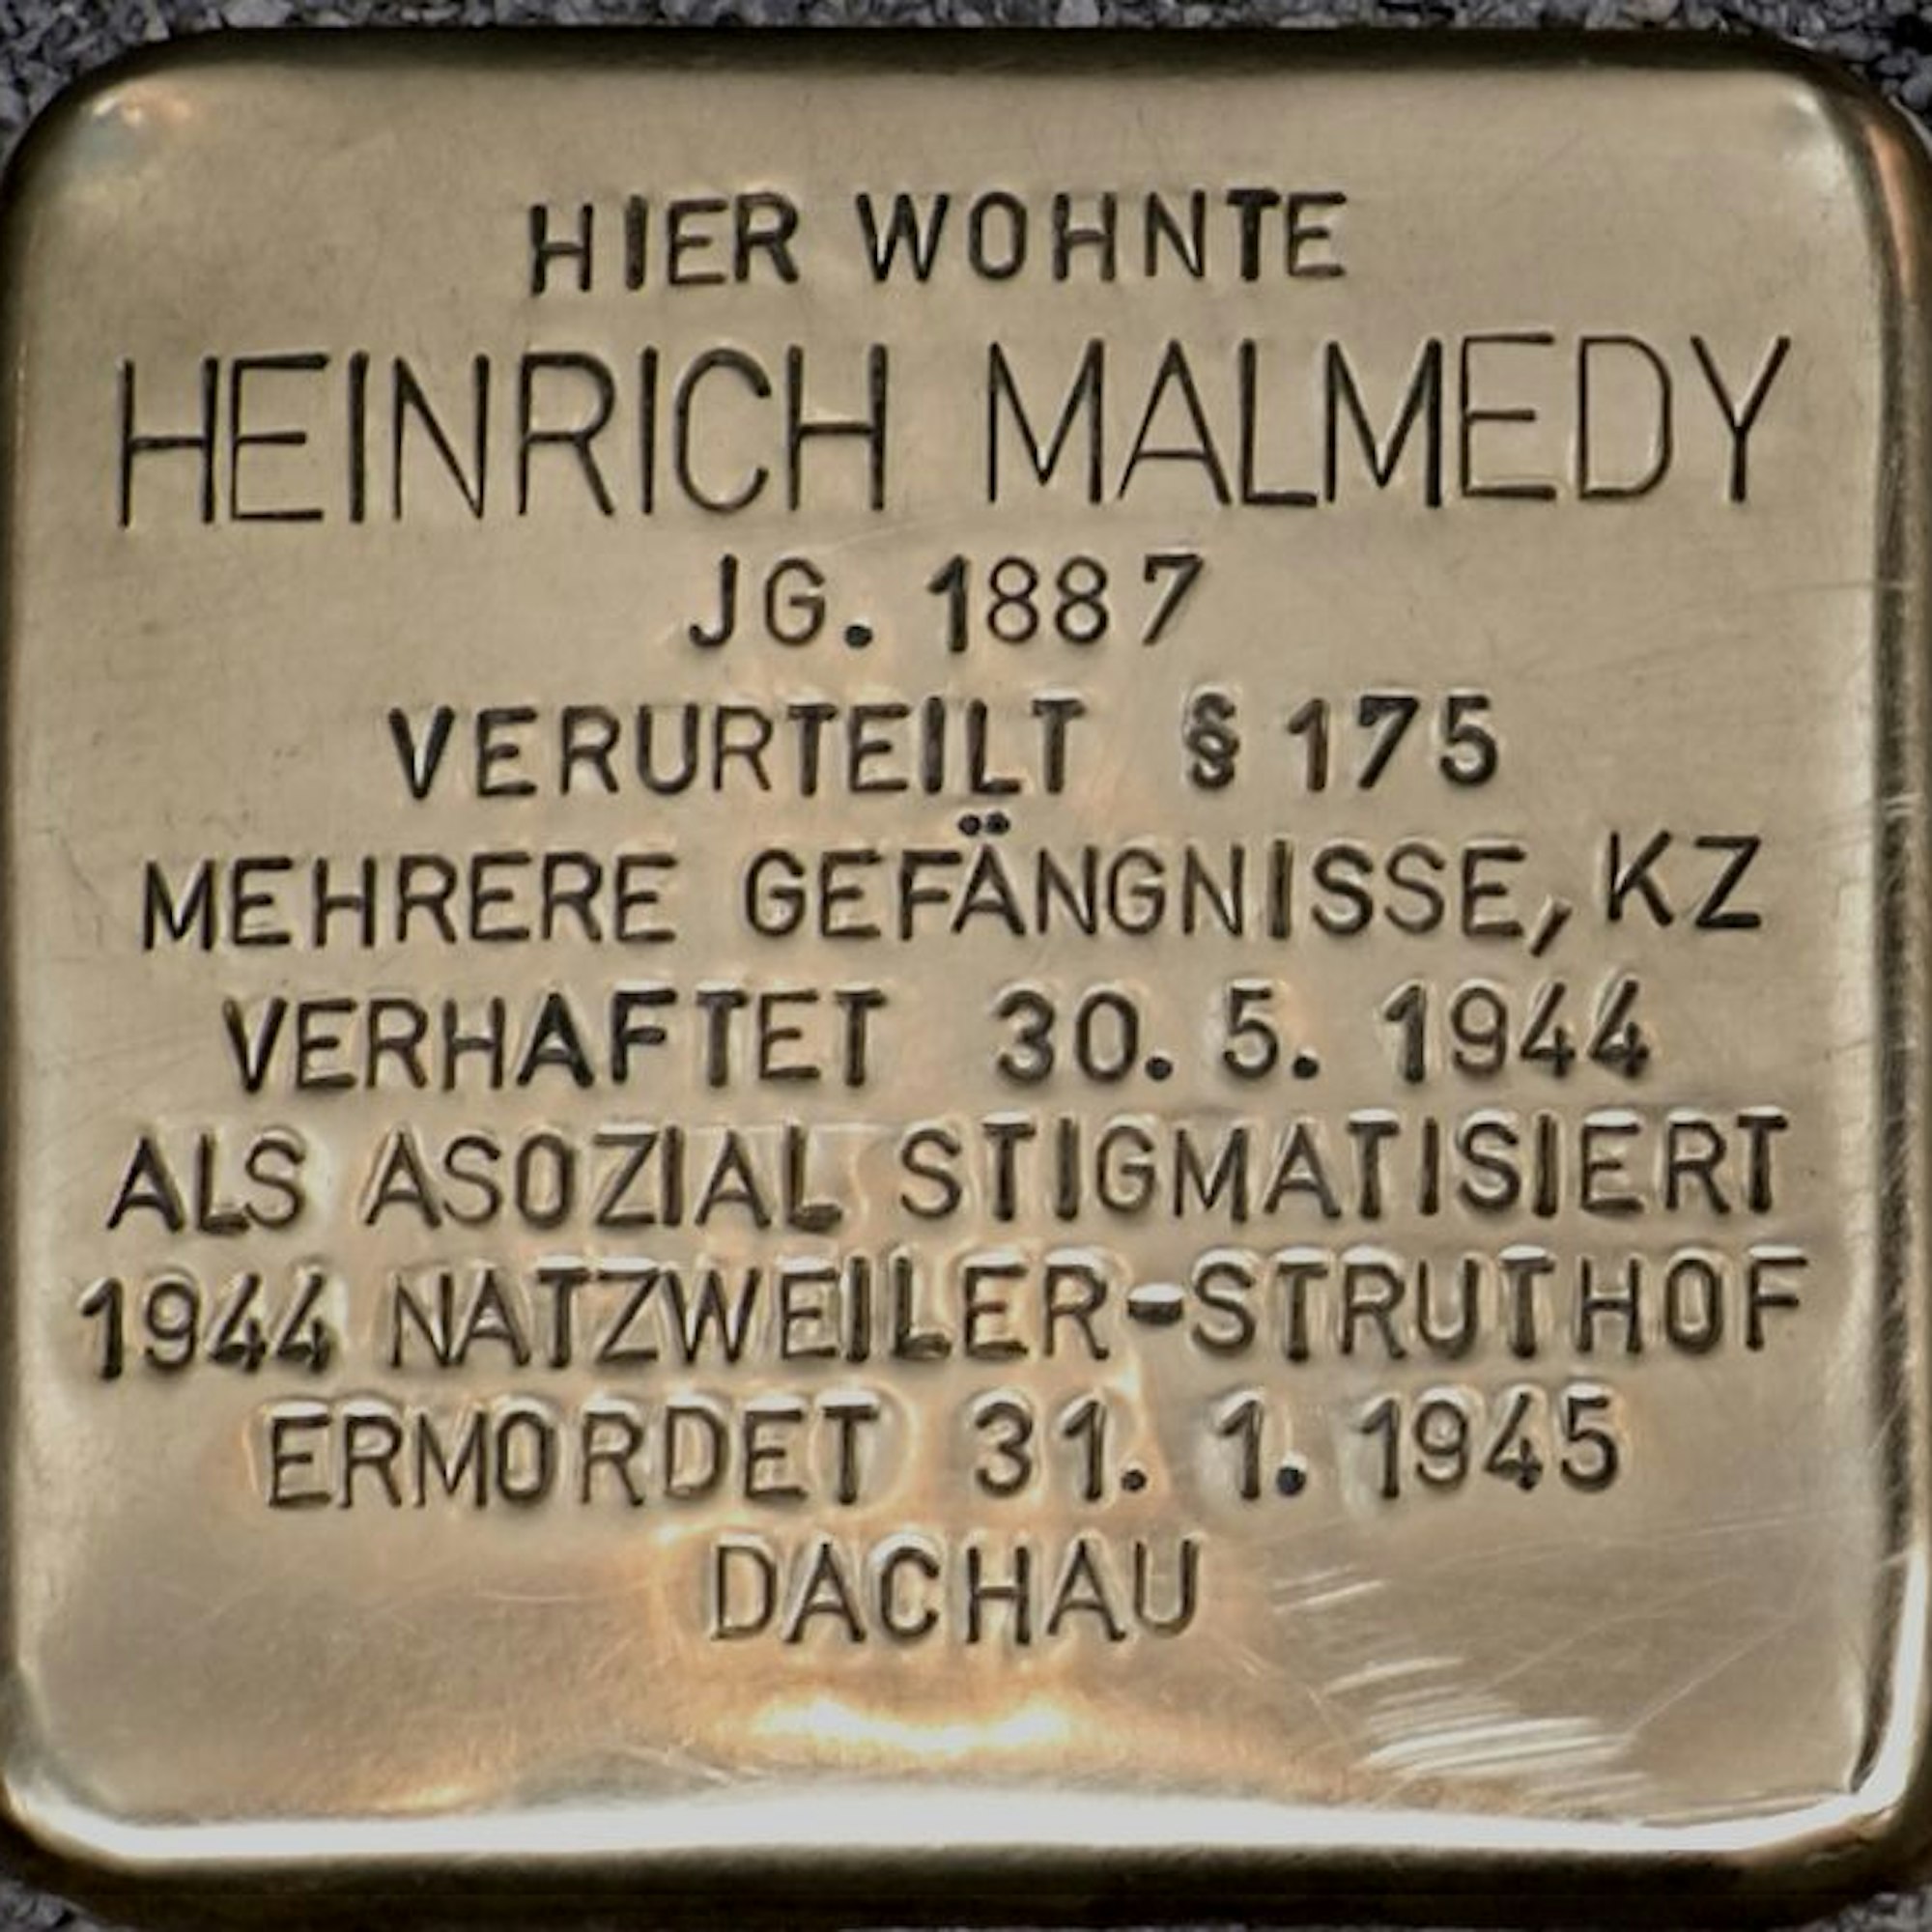 HIER WOHNTE
HEINRICH MALMEDY
JG. 1887
VERURTEILT § 175
MEHRERE GEFÄNGNISSE, KZ
VERHAFTET 30. 5. 1944
ALS ASOZIAL STIGMATISIERT
1944 NATZWEILER-STRUTHOF
ERMORDET 31. 1. 1945
DACHAU